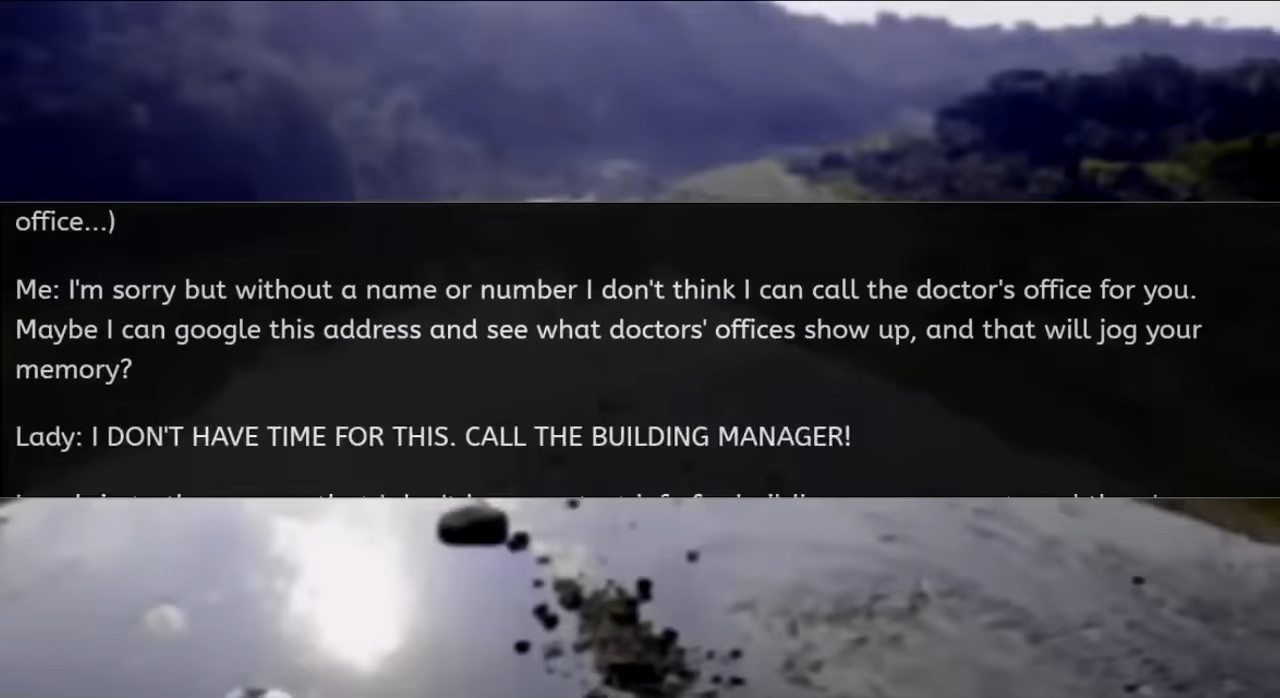 office...)
Me: I'm sorry but without a name or number I don't think I can call the doctor's office for you.
Maybe I can google this address and see what doctors' offices show up, and that will jog your
memory?
Lady: I DON'T HAVE TIME FOR THIS. CALL THE BUILDING MANAGER!